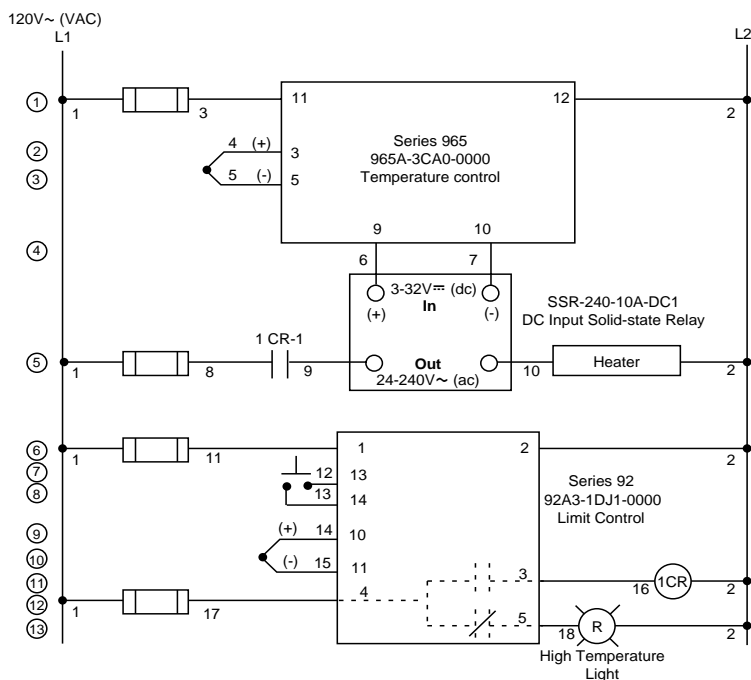 120V~ (VAC)
L1
L2
1
1
3
11
12
2
2
4 (+)
3
3
5 (-)
5
Series 965
965A-3CA0-0000
Temperature control
4
9
10
6
7
3-32V⎓ (dc)
In
(+)
(-)
SSR-240-10A-DC1
DC Input Solid-state Relay
1 CR-1
5
1
8
9
Out
24-240V~ (ac)
10
Heater
2
6
1
11
1
2
2
7
12
13
8
13
14
Series 92
92A3-1DJ1-0000
Limit Control
9
(+)
14
10
10
(-)
15
11
11
3
16
1CR
2
12
1
17
4
13
5
18
R
2
High Temperature
Light